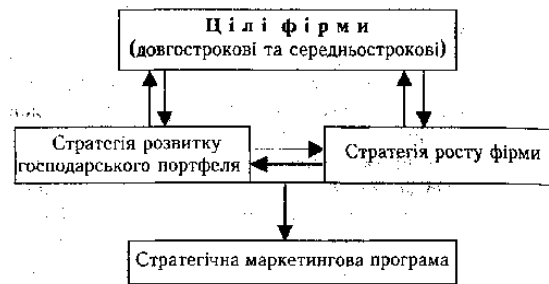 Цілі фірми
(довгострокові та середньострокові)
Стратегія розвитку
господарського портфеля
Стратегія росту фірми
Стратегічна маркетингова програма